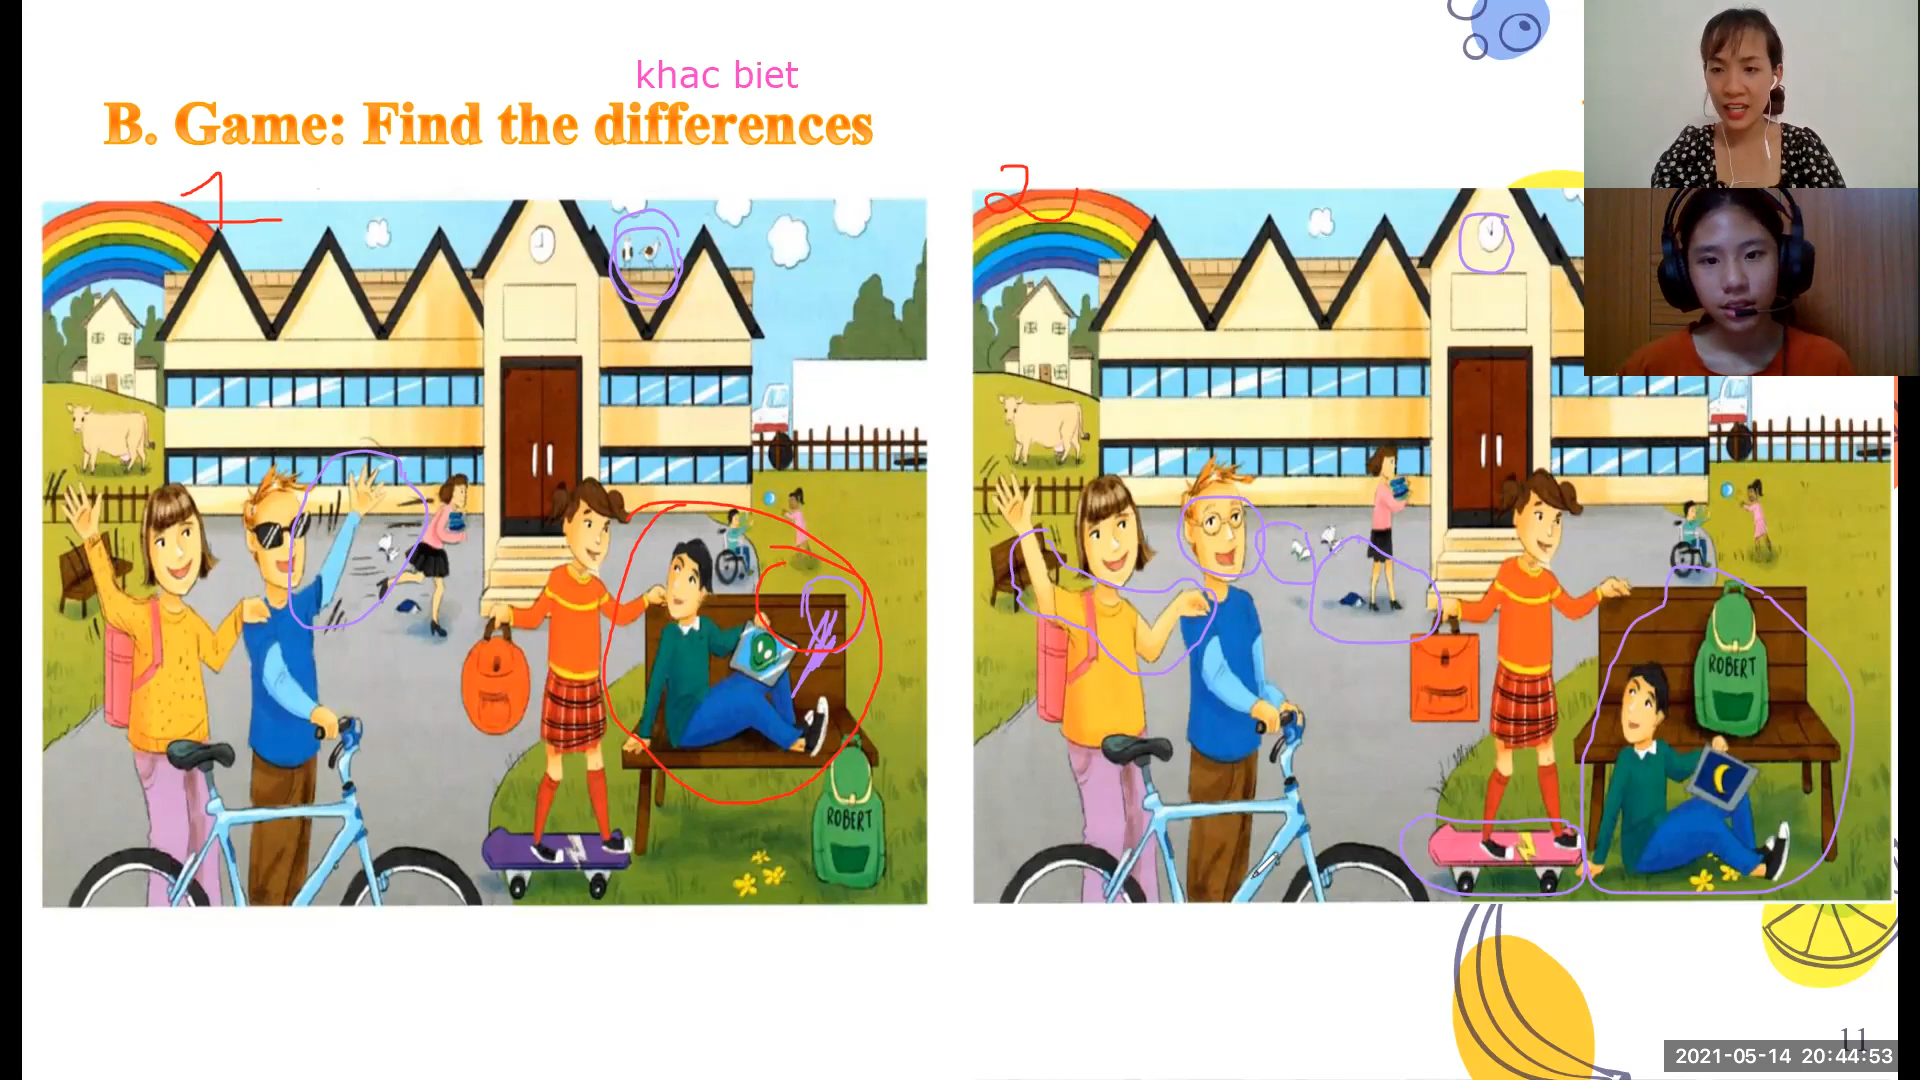 khac biet
B. Game: Find the differences
1
2
ROBERT
ROBERT
11
2021-05-14 20:44:53